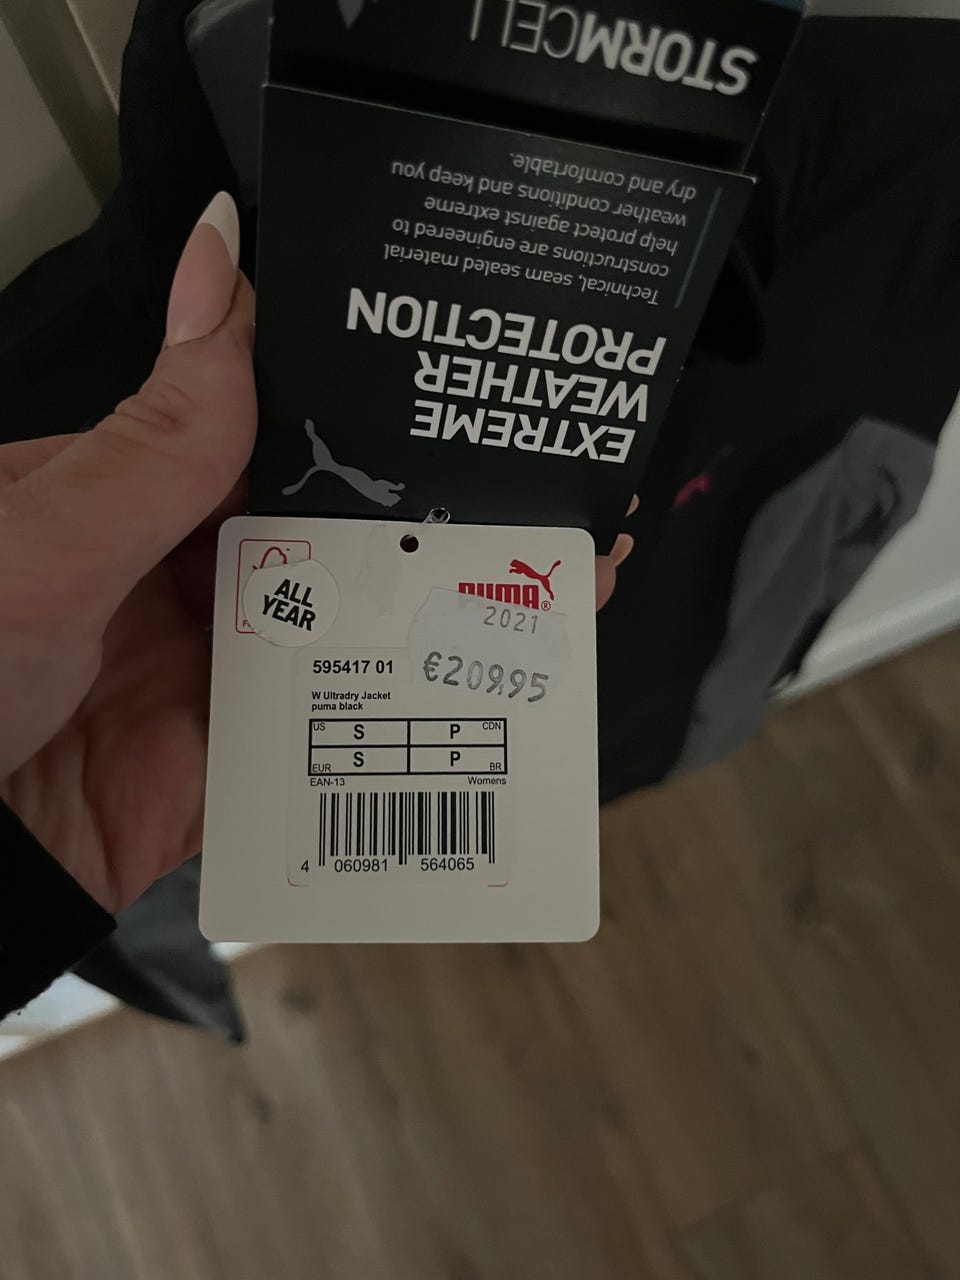 STORMCELL
EXTREME
WEATHER
PROTECTION
Technical, seam sealed material
constructions are engineered to
help protect against extreme
weather conditions and keep you
dry and comfortable.
ALL
YEAR
PUMA®
2021
€209,95
595417 01
W Ultradry Jacket
puma black
US S P CDN
EUR S P BR
EAN-13 Womens
4 060981 564065